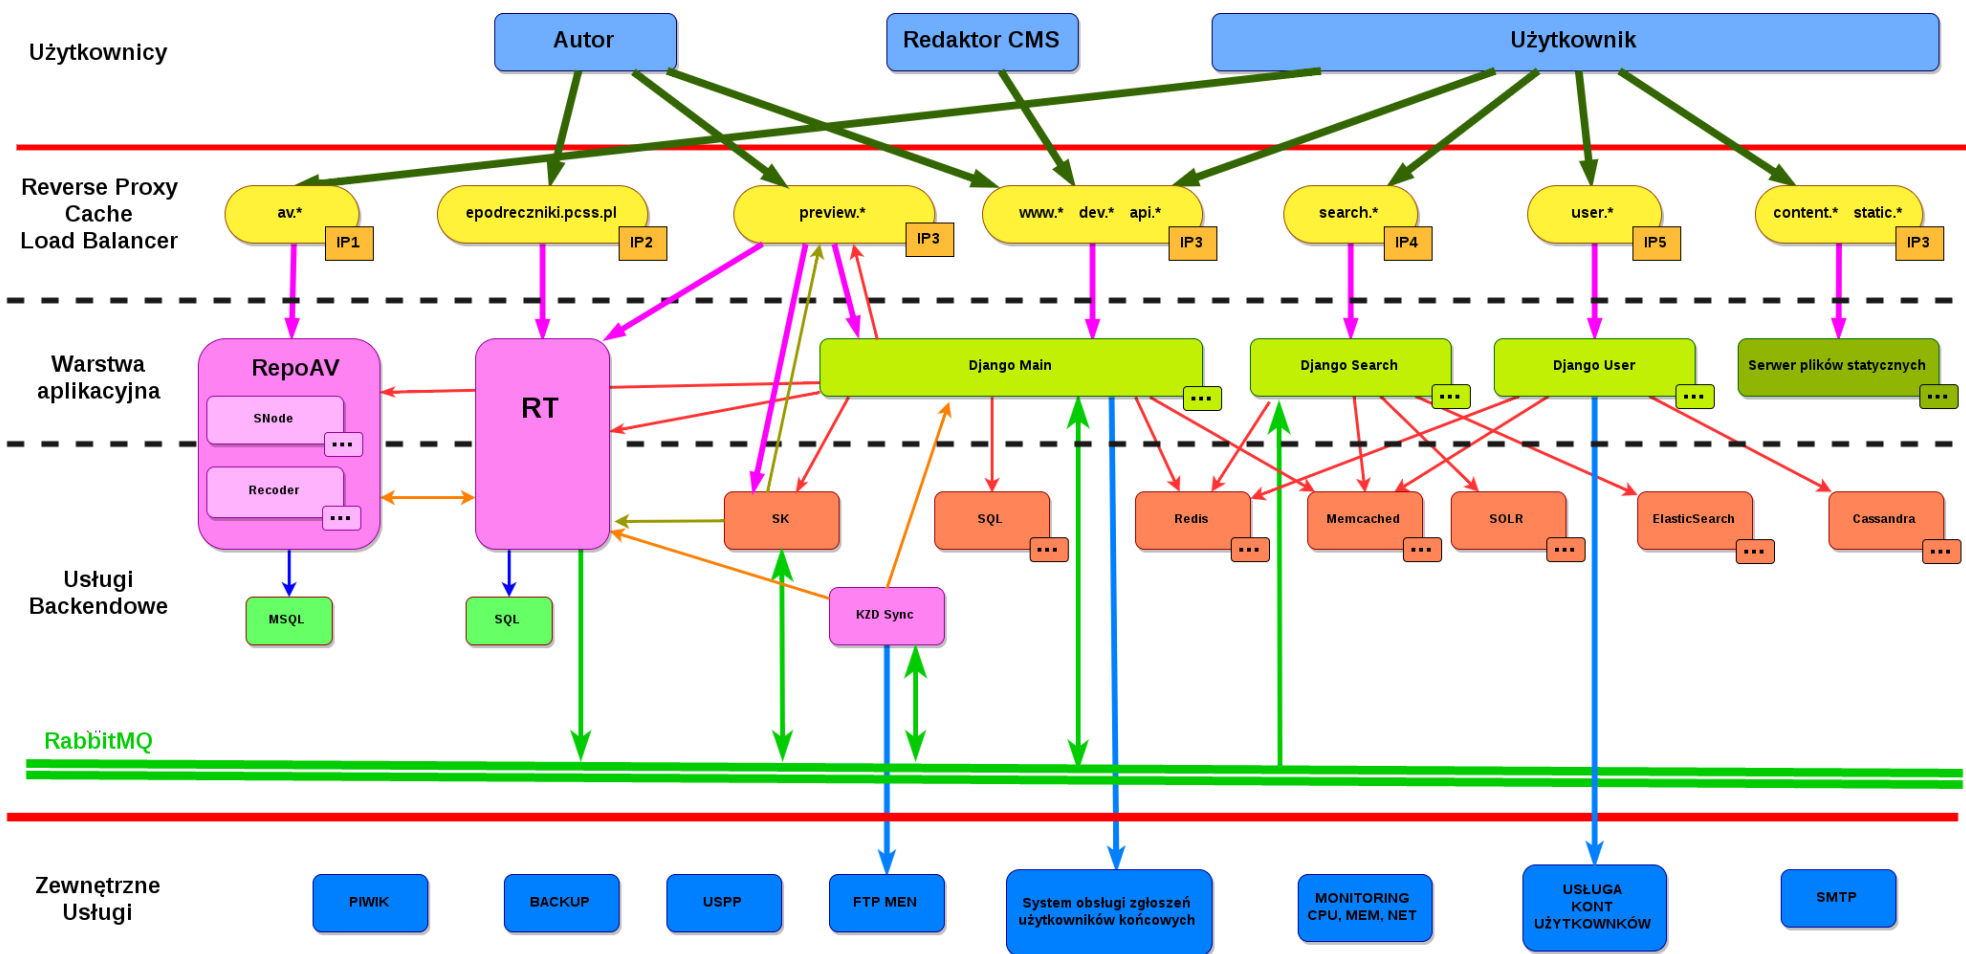 Użytkownicy
Autor
Redaktor CMS
Użytkownik
Reverse Proxy
Cache
Load Balancer
av.*
IP1
epodreczniki.pcss.pl
IP2
preview.*
IP3
www.* dev.* api.*
IP3
search.*
IP4
user.*
IP5
content.* static.*
IP3
Warstwa
aplikacyjna
RepoAV
SNode
...
Recoder
...
RT
Django Main
...
Django Search
...
Django User
...
Serwer plików statycznych
...
Usługi
Backendowe
SK
SQL
...
Redis
...
Memcached
...
SOLR
...
ElasticSearch
...
Cassandra
...
MSQL
SQL
KZD Sync
RabbitMQ
Zewnętrzne
Usługi
PIWIK
BACKUP
USPP
FTP MEN
System obsługi zgłoszeń
użytkowników końcowych
MONITORING
CPU, MEM, NET
USŁUGA
KONT
UŻYTKOWNKÓW
SMTP